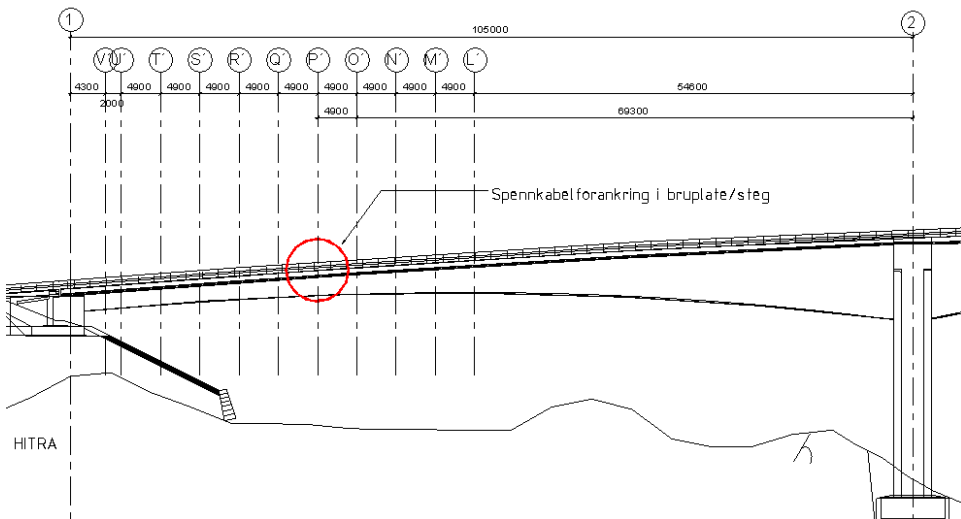 1
2
105000
V´ U´ T´ S´ R´ Q´ P´ O´ N´ M´ L´
4300 4900 4900 4900 4900 4900 4900 4900 4900 4900 54600
2000
4900 69300
Spennkabelforankring i bruplate/steg
HITRA